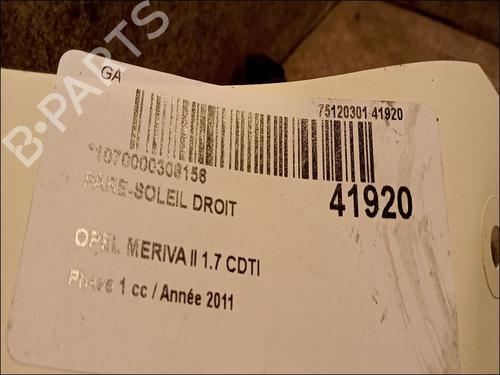 B-PARTS
GA
75120301 41920
*1070000308158
PARE-SOLEIL DROIT
41920
OPEL MERIVA II 1.7 CDTI
Phase 1 cc / Année 2011